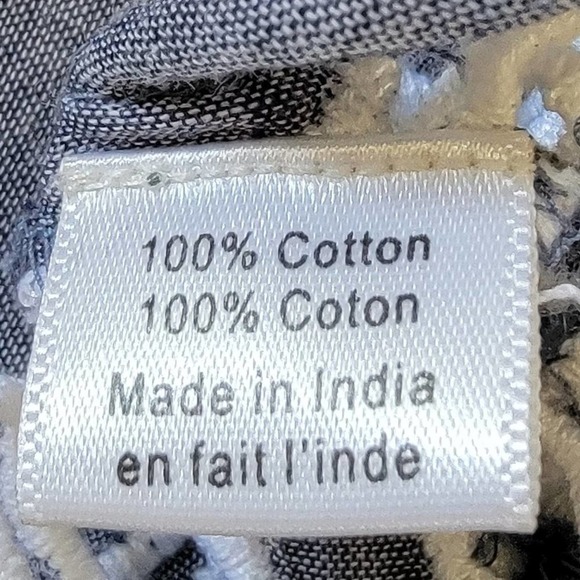 100% Cotton
100% Coton
Made in India
en fait l'inde